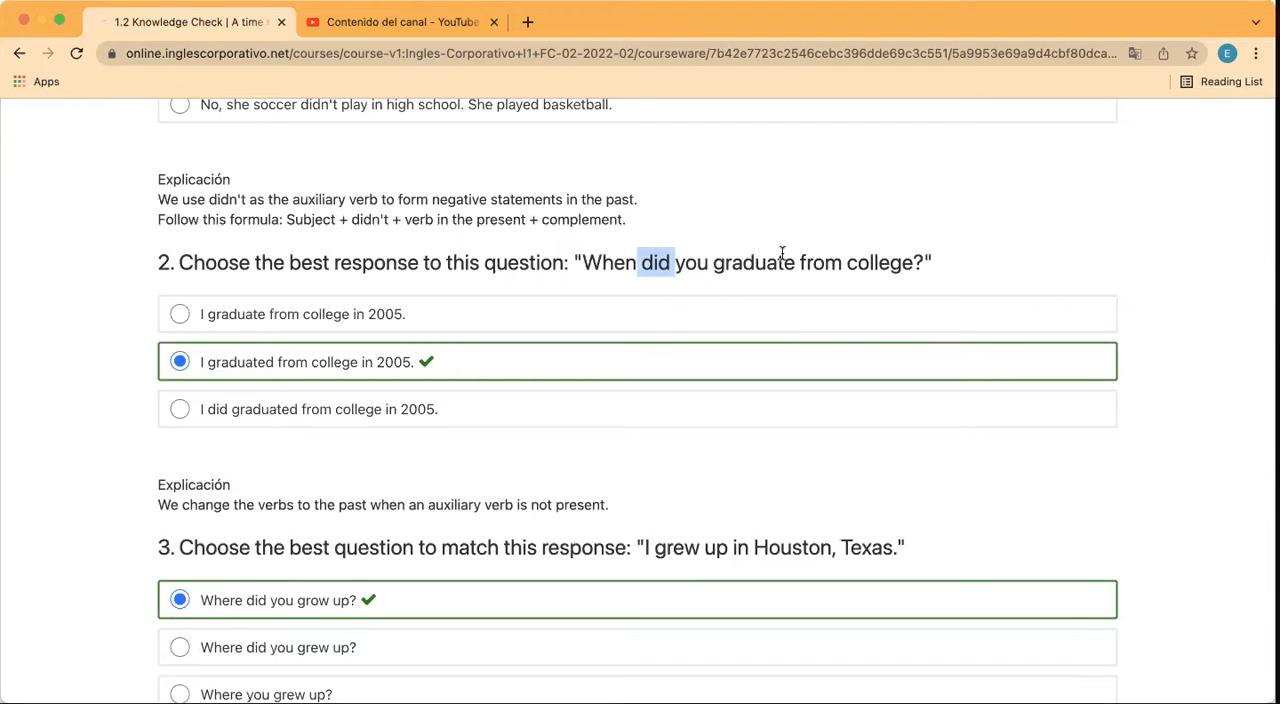 1.2 Knowledge Check | A time
Contenido del canal - YouTube
online.inglescorporativo.net/courses/course-v1:Ingles-Corporativo+I1+FC-02-2022-02/courseware/7b42e7723c2546cebc396dde69c3c551/5a9953e69a9d4cbf80dca...
E
Apps
Reading List
No, she soccer didn't play in high school. She played basketball.
Explicación
We use didn't as the auxiliary verb to form negative statements in the past.
Follow this formula: Subject + didn't + verb in the present + complement.
2. Choose the best response to this question: "When did you graduate from college?"
I graduate from college in 2005.
I graduated from college in 2005.
I did graduated from college in 2005.
Explicación
We change the verbs to the past when an auxiliary verb is not present.
3. Choose the best question to match this response: "I grew up in Houston, Texas."
Where did you grow up?
Where did you grew up?
Where you grew up?